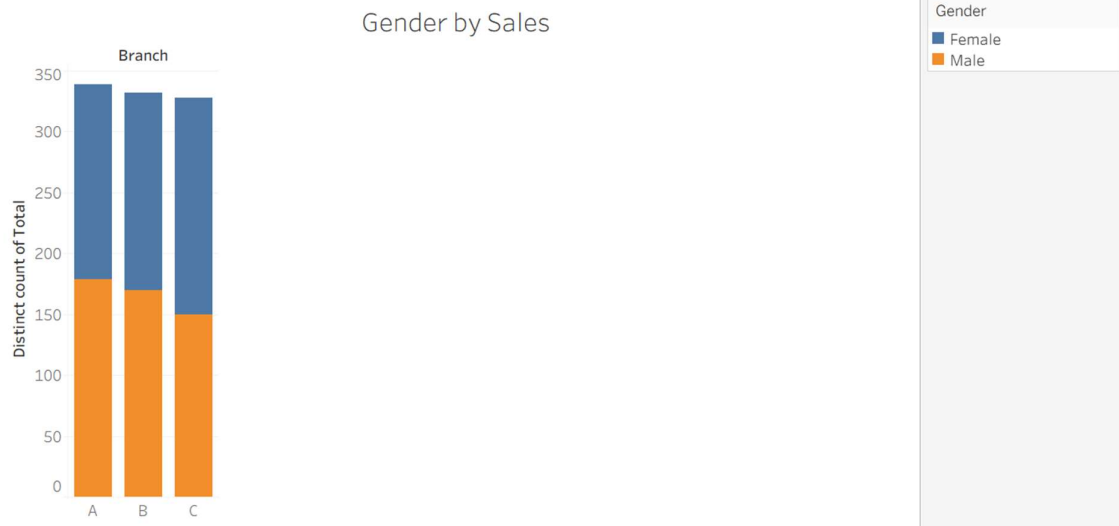 Gender by Sales
Branch
350
300
250
200
150
100
50
0
Distinct count of Total
A B C
Gender
Female
Male